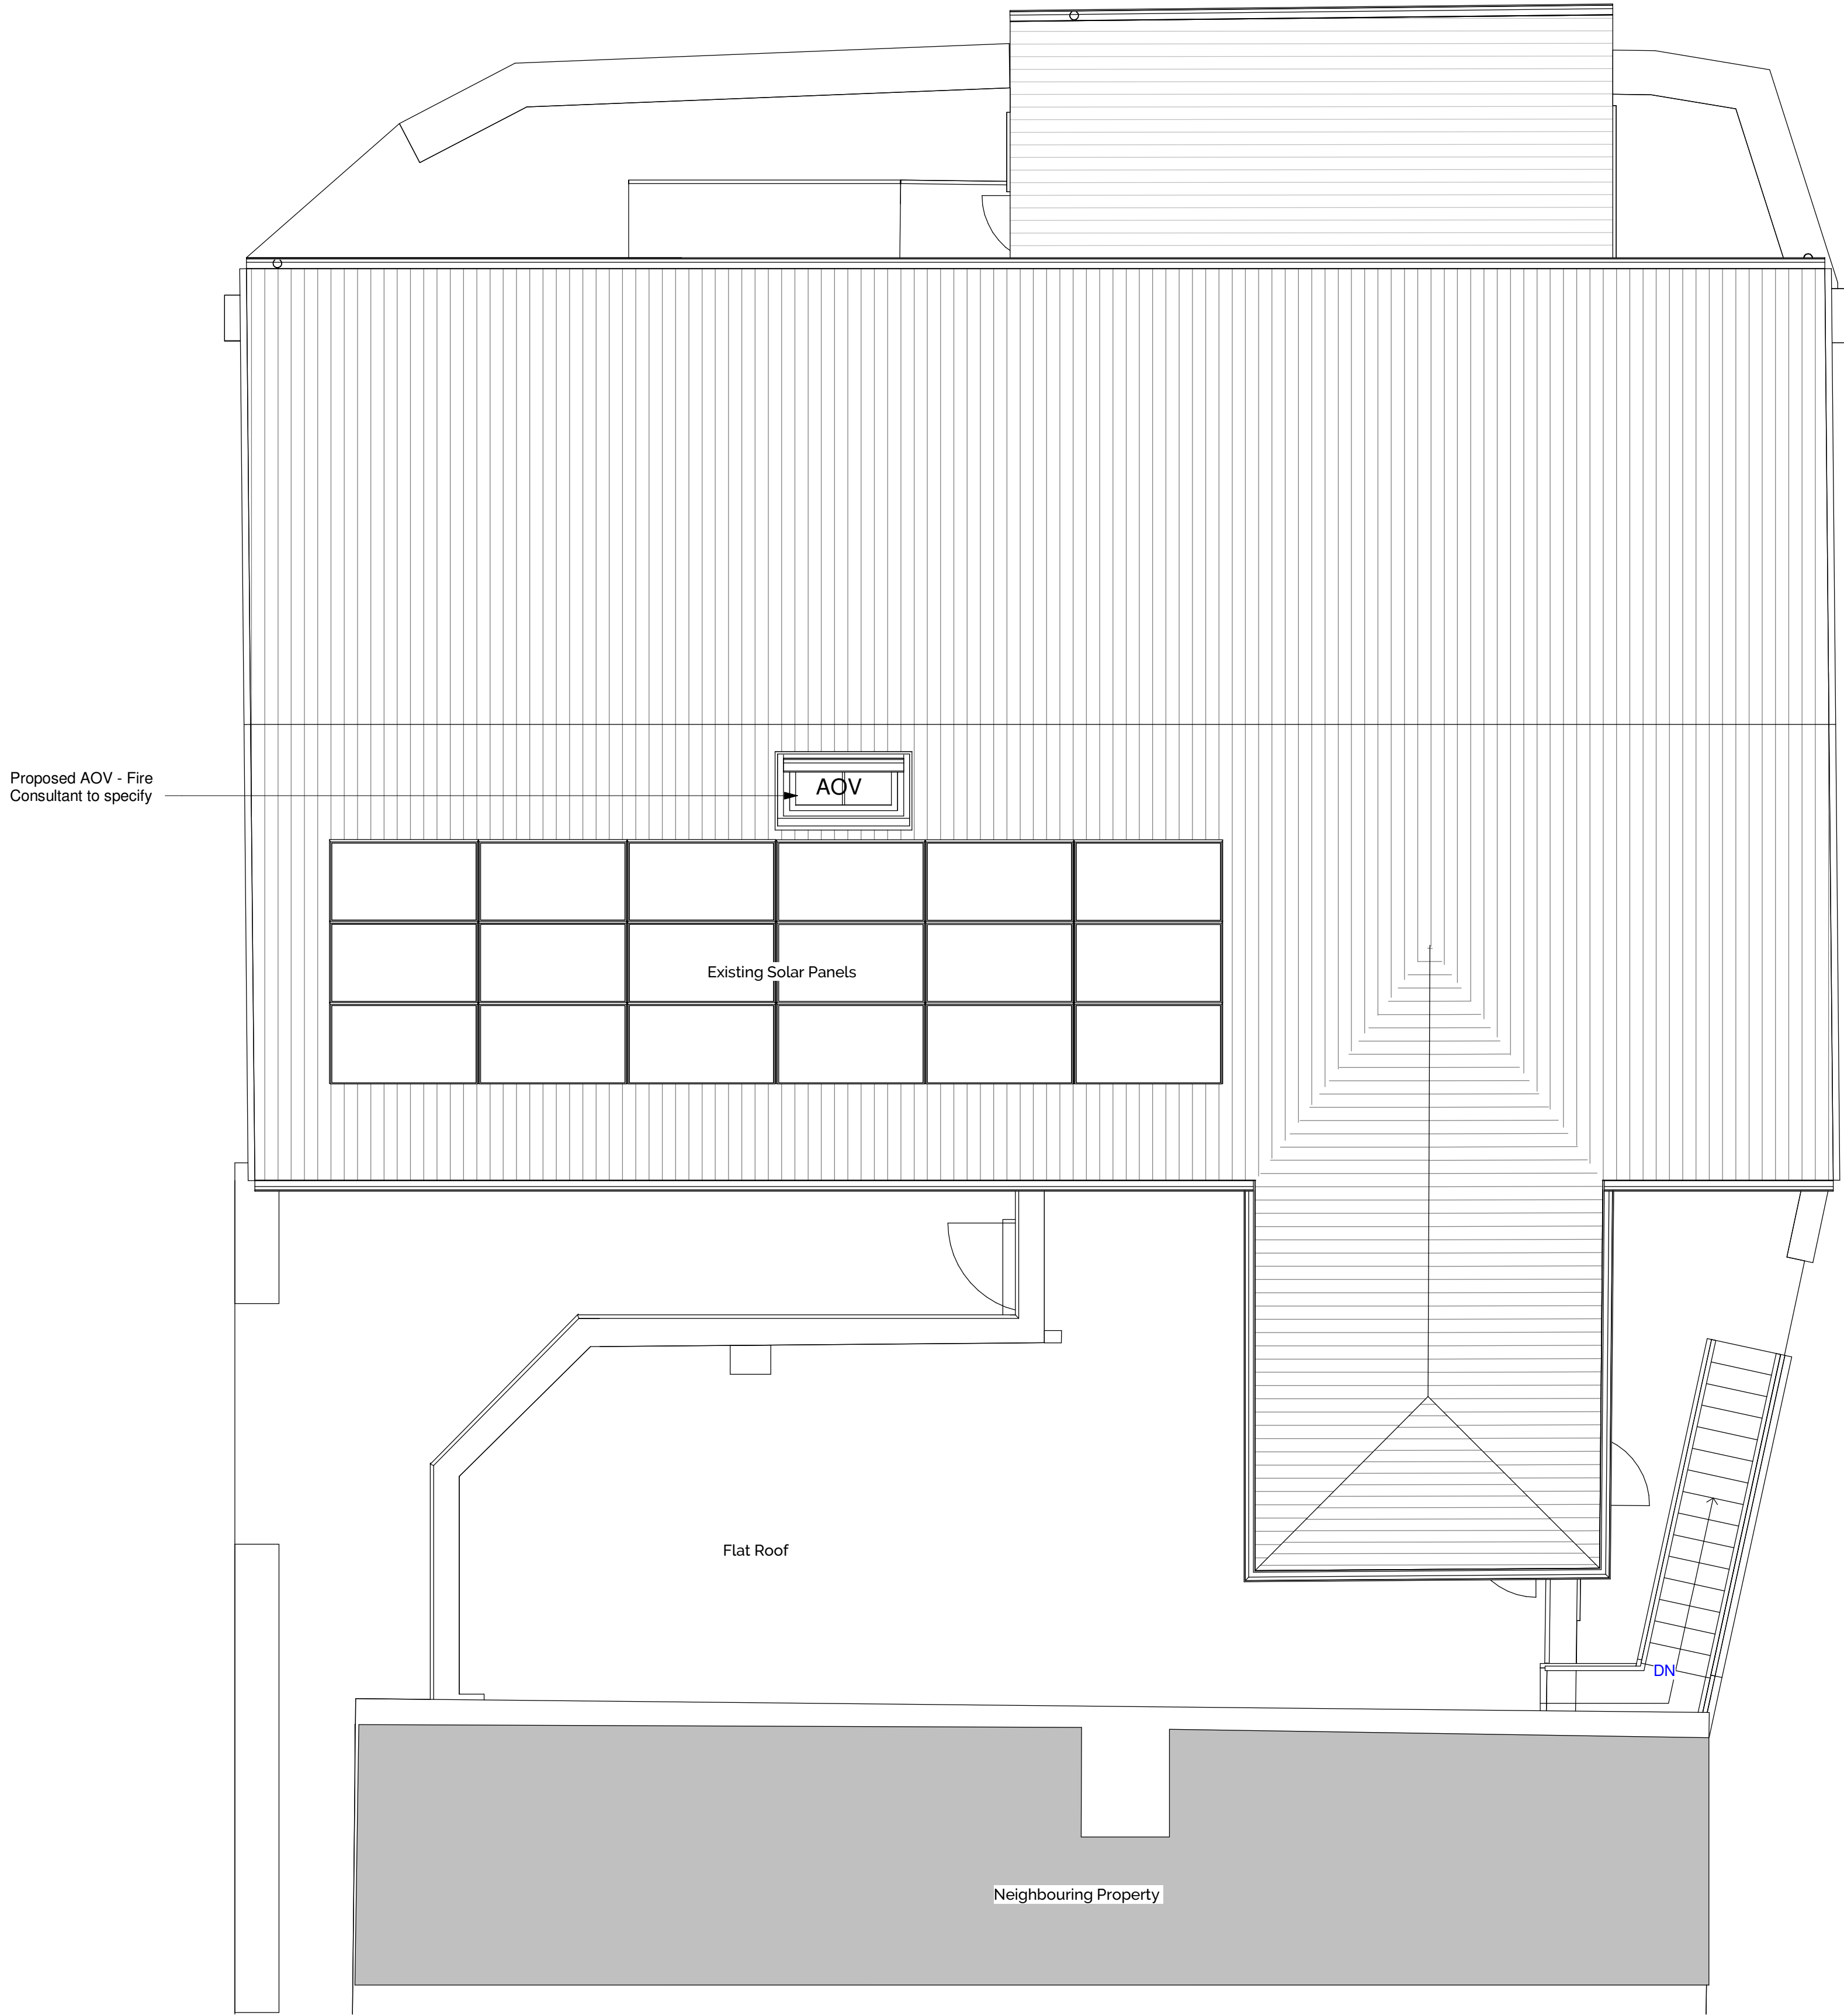 Proposed AOV - Fire
Consultant to specify
AOV
Existing Solar Panels
Flat Roof
DN
Neighbouring Property